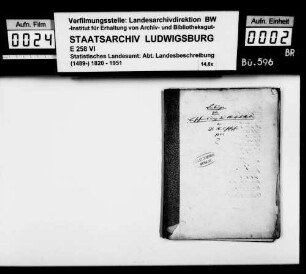 Aufn. Film
0024
Verfilmungsstelle: Landesarchivdirektion BW
-Institut für Erhaltung von Archiv- und Bibliotheksgut-
STAATSARCHIV LUDWIGSBURG
E 258 VI
Statistisches Landesamt: Abt. Landesbeschreibung
(1489-) 1820 - 1951
14,8x
Aufn. Einheit
0002
BR
Bü. 596